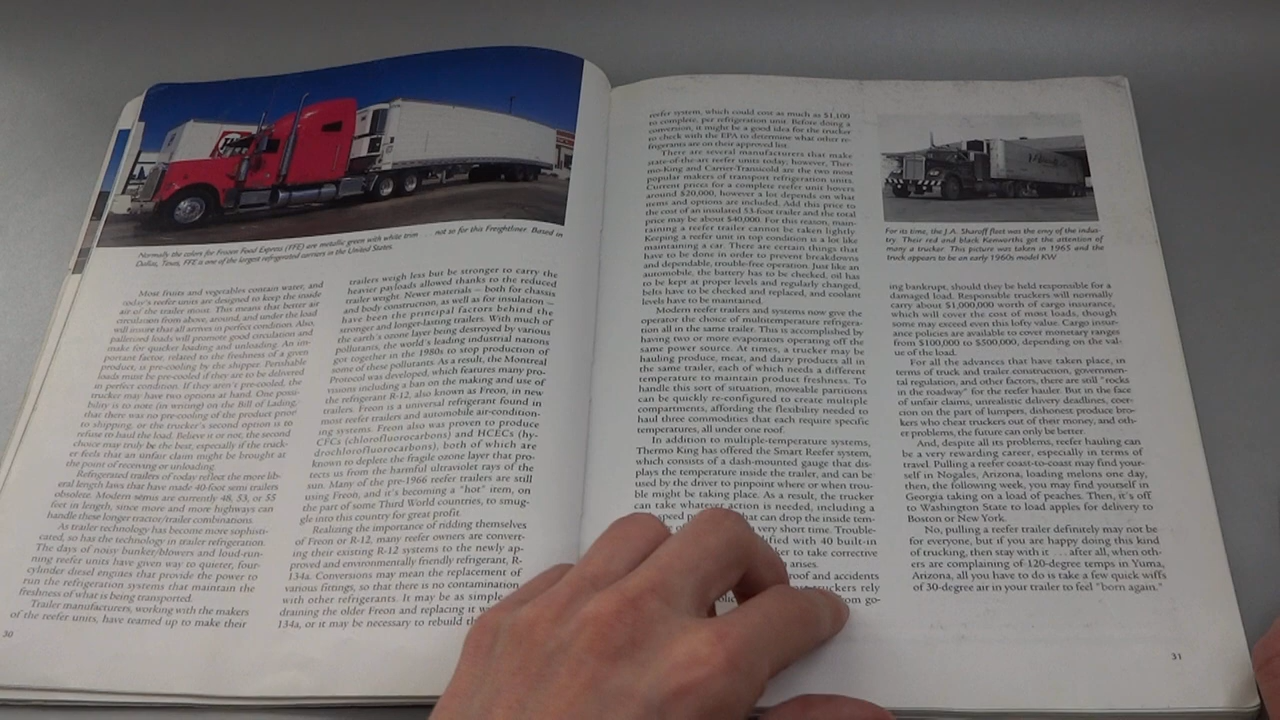 Normally the colors for Frozen Food Express (FFE) are metallic green with white trim . . . not so for this Freightliner. Based in
Dallas, Texas, FFE is one of the largest refrigerated carriers in the United States.
Most fruits and vegetables contain water, and
today's reefer units are designed to keep the inside
air of the trailer moist. This means that better air
circulation from above, around, and under the load
will insure that all arrives in perfect condition. Also,
palletized loads will promote good circulation and
make for quicker loading and unloading. An im-
portant factor, related to the freshness of a given
product, is pre-cooling by the shipper. Perishable
loads must be pre-cooled if they are to be delivered
in perfect condition. If they aren't pre-cooled, the
trucker may have two options at hand. One possi-
bility is to note (in writing) on the Bill of Lading,
that there was no pre-cooling of the product prior
to shipping, or the trucker's second option is to
refuse to haul the load. Believe it or not, the second
choice may truly be the best, especially if the truck-
er feels that an unfair claim might be brought at
the point of receiving or unloading.
Refrigerated trailers of today reflect the more lib-
eral length laws that have made 40-foot semi trailers
obsolete. Modern semis are currently 48, 53, or 55
feet in length, since more and more highways can
handle these longer tractor/trailer combinations.
As trailer technology has become more sophisti-
cated, so has the technology in trailer refrigeration.
The days of noisy bunker/blowers and loud-run-
ning reefer units have given way to quieter, four-
cylinder diesel engines that provide the power to
run the refrigeration systems that maintain the
freshness of what is being transported.
Trailer manufacturers, working with the makers
of the reefer units, have teamed up to make their
30
trailers weigh less but be stronger to carry the
heavier payloads allowed thanks to the reduced
trailer weight. Newer materials – both for chassis
and body construction, as well as for insulation –
have been the principal factors behind the
stronger and longer-lasting trailers. With much of
the earth's ozone layer being destroyed by various
pollutants, the world's leading industrial nations
got together in the 1980s to stop production of
some of these pollutants. As a result, the Montreal
Protocol was developed, which features many pro-
visions including a ban on the making and use of
the refrigerant R-12, also known as Freon, in new
trailers. Freon is a universal refrigerant found in
most reefer trailers and automobile air-condition-
ing systems. Freon also was proven to produce
CFCs (chlorofluorocarbons) and HCECs (hy-
drochlorofluorocarbons), both of which are
known to deplete the fragile ozone layer that pro-
tects us from the harmful ultraviolet rays of the
sun. Many of the pre-1966 reefer trailers are still
using Freon, and it's becoming a "hot" item, on
the part of some Third World countries, to smug-
gle into this country for great profit.
Realizing the importance of ridding themselves
of Freon or R-12, many reefer owners are convert-
ing their existing R-12 systems to the newly ap-
proved and environmentally friendly refrigerant, R-
134a. Conversions may mean the replacement of
various fittings, so that there is no contamination
with other refrigerants. It may be as simple
draining the older Freon and replacing it
134a, or it may be necessary to rebuild
reefer system, which could cost as much as $1,100
to complete, per refrigeration unit. Before doing a
conversion, it might be a good idea for the trucker
to check with the EPA to determine what other re-
frigerants are on their approved list.
There are several manufacturers that make
state-of-the-art reefer units today; however, Ther-
mo-King and Carrier-Transicold are the two most
popular makers of transport refrigeration units.
Current prices for a complete reefer unit hovers
around $20,000, however a lot depends on what
items and options are included. Add this price to
the cost of an insulated 53-foot trailer and the total
price may be about $40,000. For this reason, main-
taining a reefer trailer cannot be taken lightly.
Keeping a reefer unit in top condition is a lot like
maintaining a car. There are certain things that
have to be done in order to prevent breakdowns
and dependable, trouble-free operation. Just like an
automobile, the battery has to be checked, oil has
to be kept at proper levels and regularly changed,
belts have to be checked and replaced, and coolant
levels have to be maintained.
Modern reefer trailers and systems now give the
operator the choice of multitemperature refrigera-
tion all in the same trailer. This is accomplished by
having two or more evaporators operating off the
same power source. At times, a trucker may be
hauling produce, meat, and dairy products all in
the same trailer, each of which needs a different
temperature to maintain product freshness. To
handle this sort of situation, moveable partitions
can be quickly re-configured to create multiple
compartments, affording the flexibility needed to
haul three commodities that each require specific
temperatures, all under one roof.
In addition to multiple-temperature systems,
Thermo King has offered the Smart Reefer system,
which consists of a dash-mounted gauge that dis-
plays the temperature inside the trailer, and can be
used by the driver to pinpoint where or when trou-
ble might be taking place. As a result, the trucker
can take whatever action is needed, including a
speed that can drop the inside tem-
of a very short time. Trouble-
with 40 built-in
to take corrective
arises.
roof and accidents
truckers rely
from go-
For its time, the J.A. Sharoff fleet was the envy of the indus-
try. Their red and black Kenworths got the attention of
many a trucker. This picture was taken in 1965 and the
truck appears to be an early 1960s model KW
ing bankrupt, should they be held responsible for a
damaged load. Responsible truckers will normally
carry about $1,000,000 worth of cargo insurance,
which will cover the cost of most loads, though
some may exceed even this lofty value. Cargo insur-
ance policies are available to cover monetary ranges
from $100,000 to $500,000, depending on the val-
ue of the load.
For all the advances that have taken place, in
terms of truck and trailer construction, governmen-
tal regulation, and other factors, there are still "rocks
in the roadway" for the reefer hauler. But in the face
of unfair claims, unrealistic delivery deadlines, coer-
cion on the part of lumpers, dishonest produce bro-
kers who cheat truckers out of their money, and oth-
er problems, the future can only be better.
And, despite all its problems, reefer hauling can
be a very rewarding career, especially in terms of
travel. Pulling a reefer coast-to-coast may find your-
self in Nogales, Arizona, loading melons one day,
then, the following week, you may find yourself in
Georgia taking on a load of peaches. Then, it's off
to Washington State to load apples for delivery to
Boston or New York.
No, pulling a reefer trailer definitely may not be
for everyone, but if you are happy doing this kind
of trucking, then stay with it . . . after all, when oth-
ers are complaining of 120-degree temps in Yuma,
Arizona, all you have to do is take a few quick wiffs
of 30-degree air in your trailer to feel "born again."
31